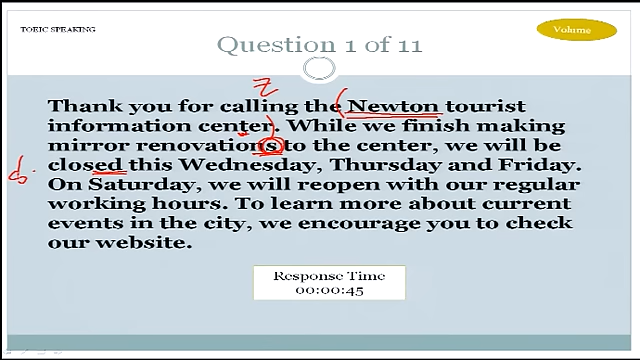 TOEIC SPEAKING
Volume
Question 1 of 11
z
Thank you for calling the Newton tourist
information center. While we finish making
mirror renovations to the center, we will be
closed this Wednesday, Thursday and Friday.
On Saturday, we will reopen with our regular
working hours. To learn more about current
events in the city, we encourage you to check
our website.
Response Time
00:00:45